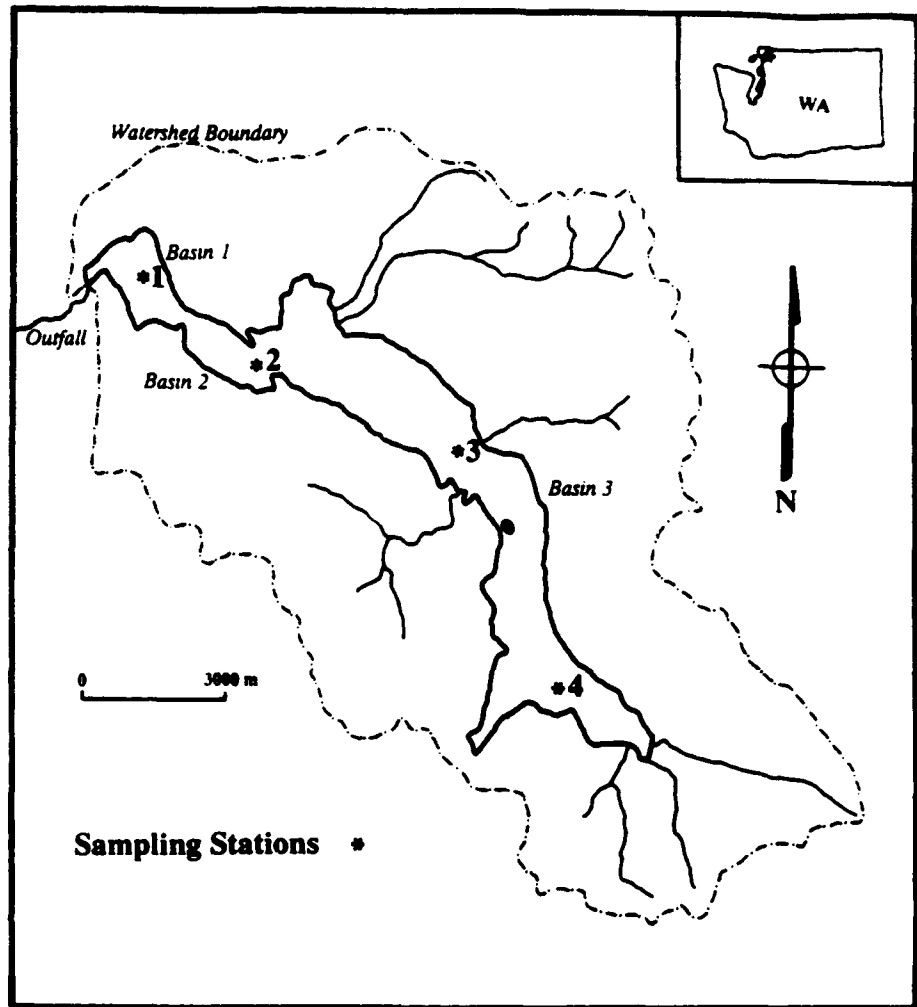 WA
Watershed Boundary
Basin 1
*1
Outfall
*2
Basin 2
*3
Basin 3
N
0 3000 m
*4
Sampling Stations *